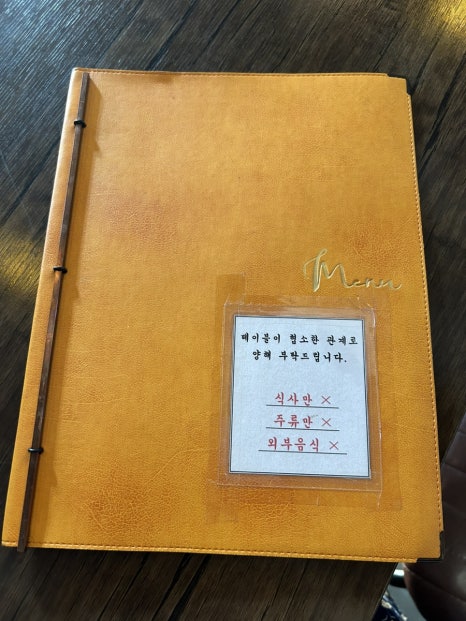 Menu
테이블이 협소한 관계로
양해 부탁드립니다.
식사만 ×
주류만 ×
외부음식 ×